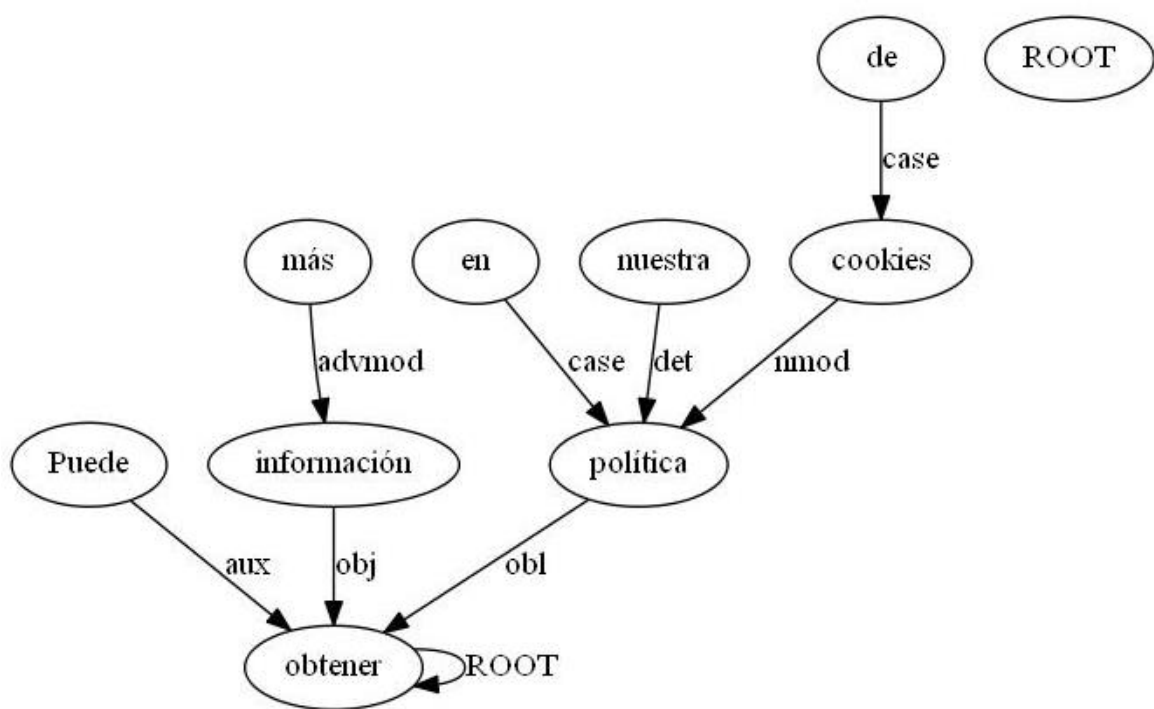 de ROOT
case
más en nuestra cookies
advmod case det nmod
Puede información política
aux obj obl
obtener ROOT